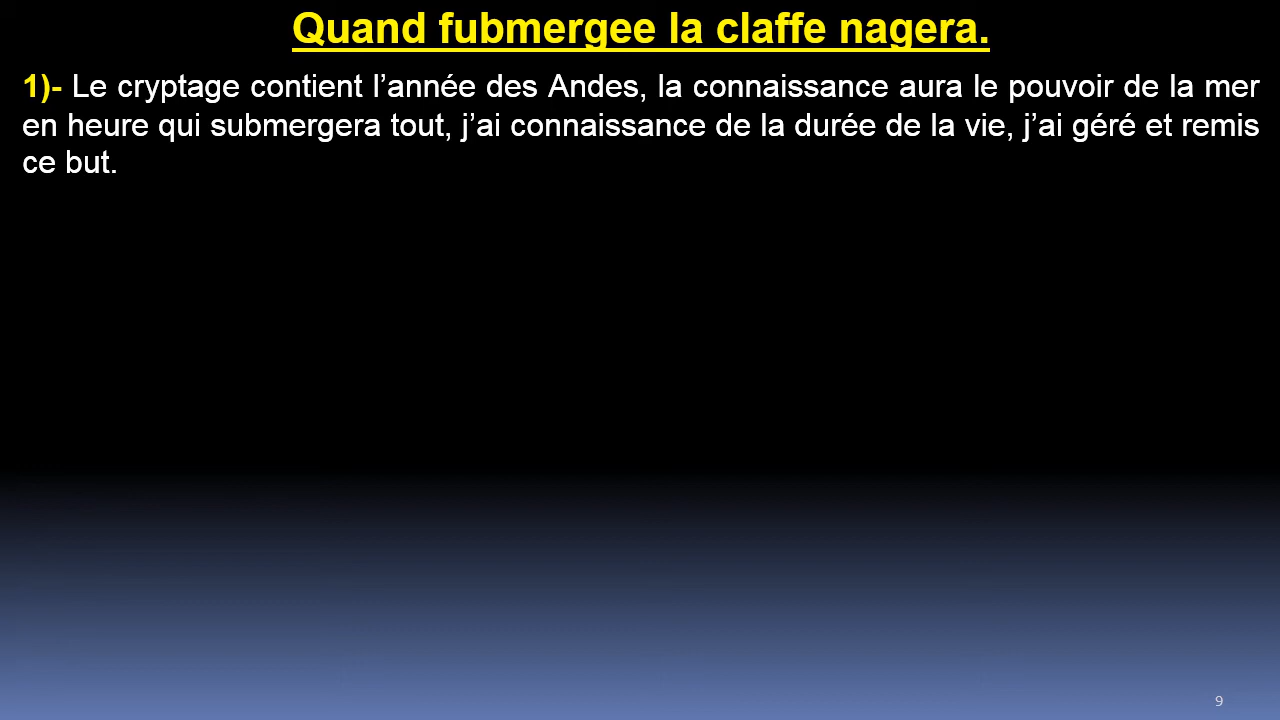 Quand fubmergee la claffe nagera.
1)- Le cryptage contient l’année des Andes, la connaissance aura le pouvoir de la mer
en heure qui submergera tout, j’ai connaissance de la durée de la vie, j’ai géré et remis
ce but.
9